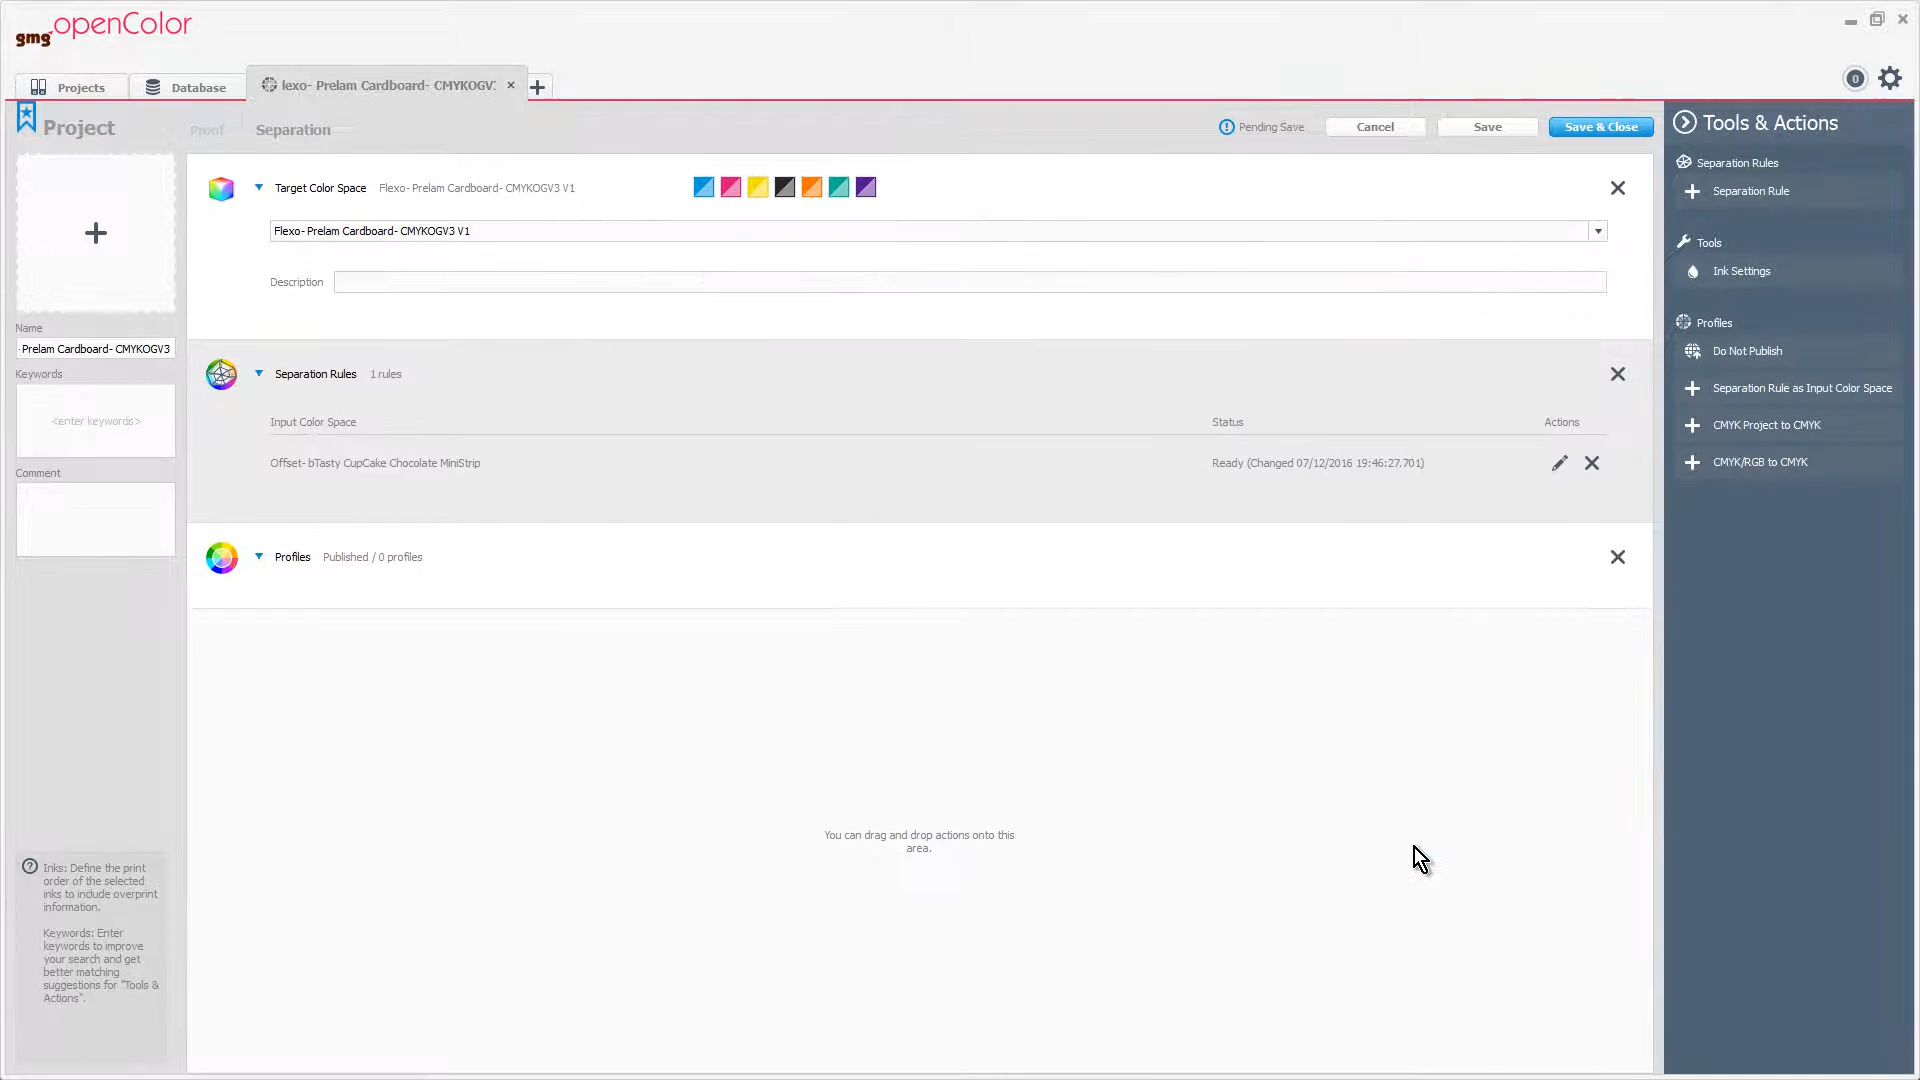 gmg openColor
Projects
Database
lexo- Prelam Cardboard- CMYKOGV:
0
Project
Proof
Separation
Pending Save
Cancel
Save
Save & Close
Tools & Actions
Target Color Space
Flexo- Prelam Cardboard- CMYKOGV3 V1
Flexo- Prelam Cardboard- CMYKOGV3 V1
Description
Separation Rules
Separation Rule
Tools
Ink Settings
Profiles
Do Not Publish
Separation Rule as Input Color Space
CMYK Project to CMYK
CMYK/RGB to CMYK
Name
Prelam Cardboard- CMYKOGV3
Keywords
<enter keywords>
Comment
Separation Rules
1 rules
Input Color Space
Status
Actions
Offset- bTasty CupCake Chocolate MiniStrip
Ready (Changed 07/12/2016 19:46:27.701)
Profiles
Published / 0 profiles
You can drag and drop actions onto this
area.
Inks: Define the print
order of the selected
inks to include overprint
information.
Keywords: Enter
keywords to improve
your search and get
better matching
suggestions for "Tools &
Actions".